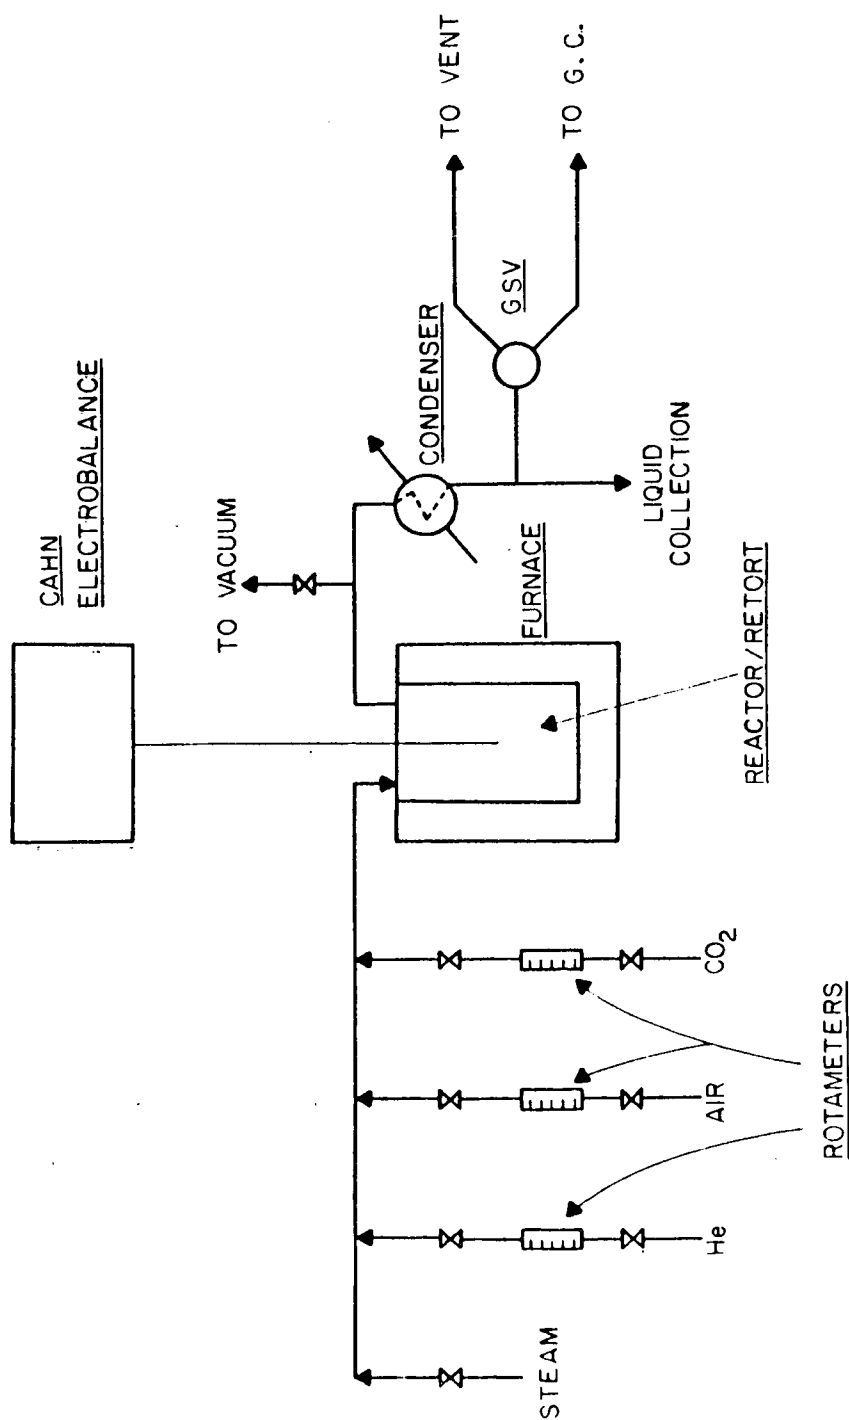 CAHN
ELECTROBALANCE
TO VACUUM
CONDENSER
TO VENT
GSV
TO G.C.
FURNACE
LIQUID
COLLECTION
REACTOR/RETORT
STEAM
He
AIR
CO₂
ROTAMETERS